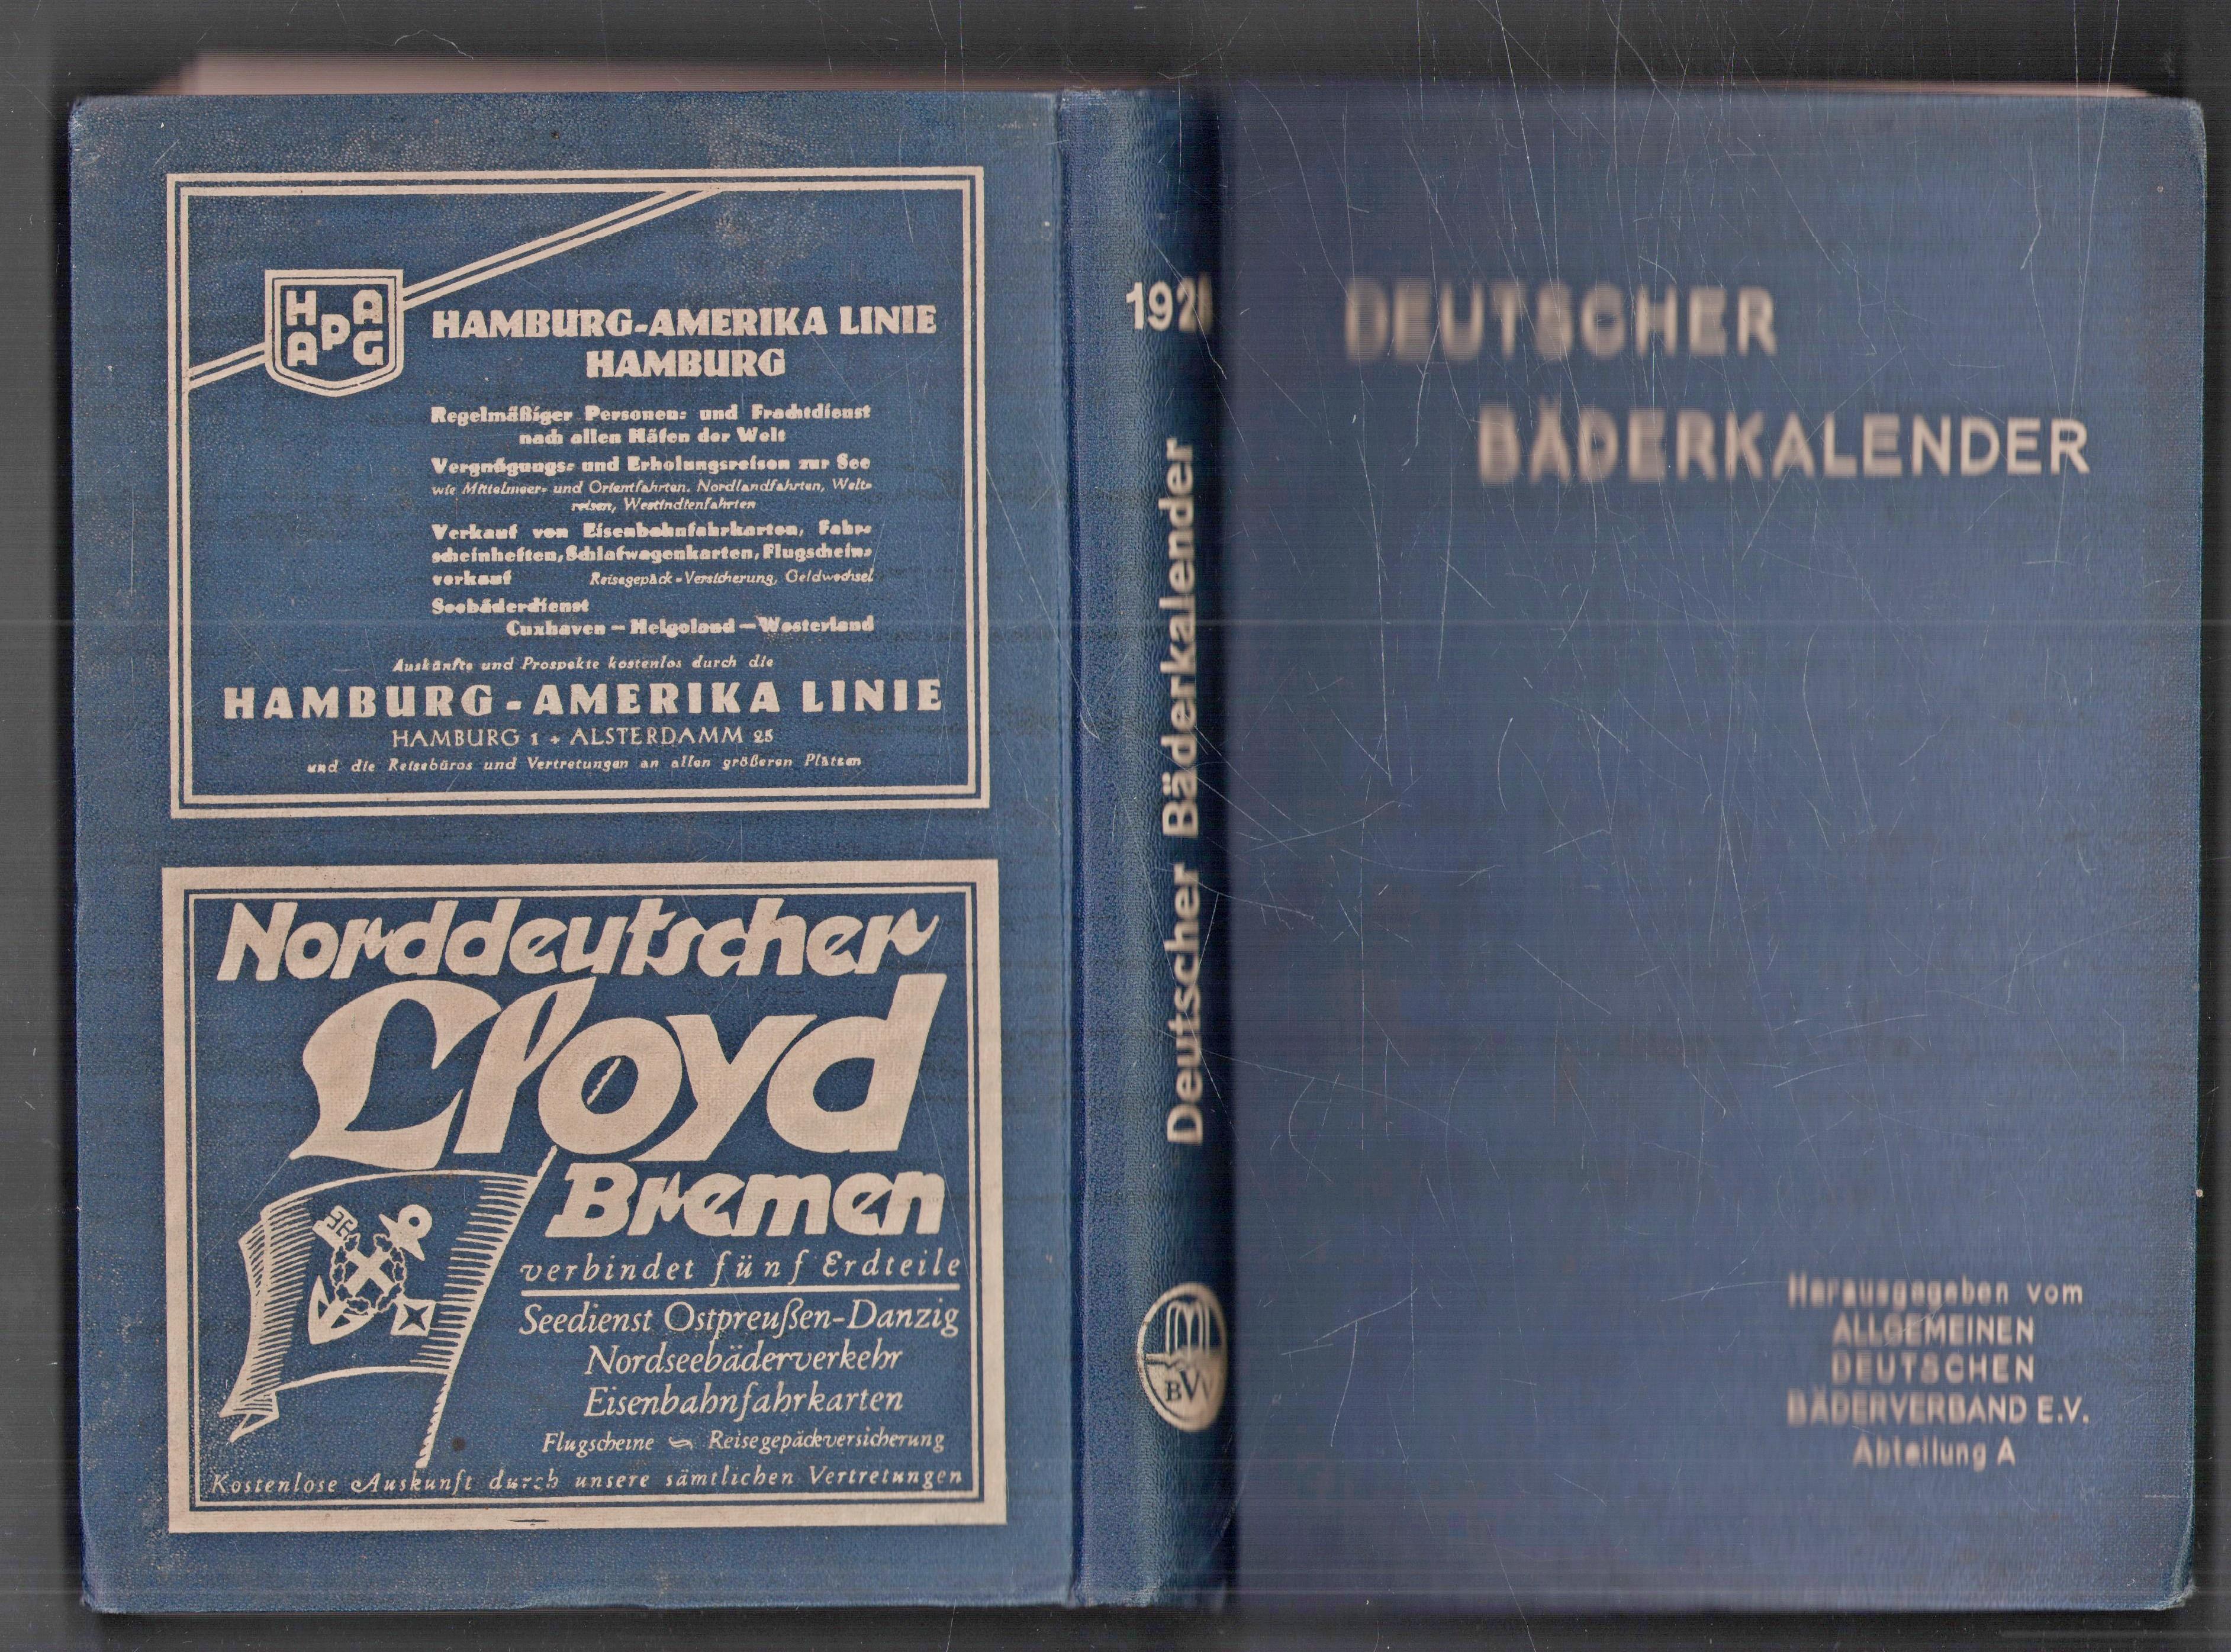 HAPAG
HAMBURG-AMERIKA LINIE
HAMBURG
Regelmäßiger Personen- und Frachtdienst
nach allen Häfen der Welt
Vergnügungs- und Erholungsreisen zur See
wie Mittelmeer- und Orientfahrten, Nordlandfahrten, Welt-
reisen, Westindienfahrten
Verkauf von Eisenbahnfahrkarten, Fahr-
scheinheften, Schlafwagenkarten, Flugschein-
verkauf Reisegepäck-Versicherung, Geldwechsel
Seebäderdienst
Cuxhaven – Helgoland – Westerland
Auskünfte und Prospekte kostenlos durch die
HAMBURG-AMERIKA LINIE
HAMBURG 1 + ALSTERDAMM 25
und die Reisebüros und Vertretungen an allen größeren Plätzen
Norddeutscher
Lloyd
Bremen
verbindet fünf Erdteile
Seedienst Ostpreußen-Danzig
Nordseebäderverkehr
Eisenbahnfahrkarten
Flugscheine ~ Reisegepäckversicherung
Kostenlose Auskunft durch unsere sämtlichen Vertretungen
Deutscher Bäderkalender
BVW
DEUTSCHER
BÄDERKALENDER
Herausgegeben vom
ALLGEMEINEN
DEUTSCHEN
BÄDERVERBAND E.V.
Abteilung A